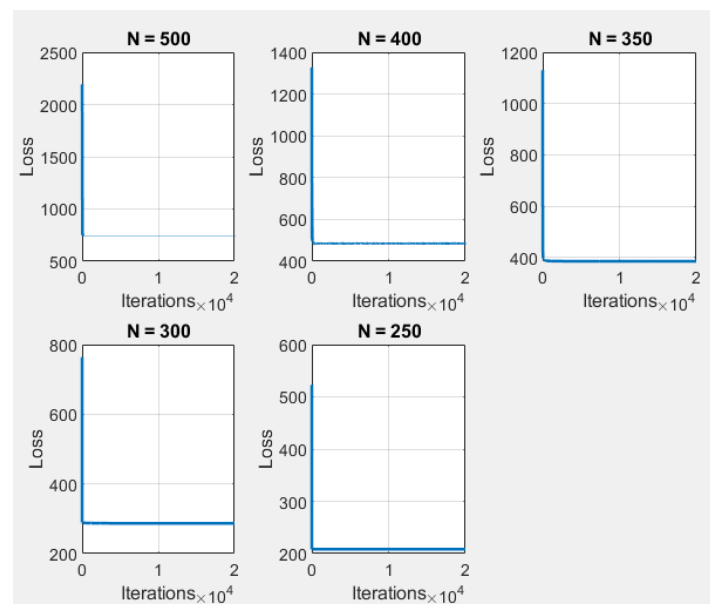 N = 500
2500
2000
1500
1000
500
Loss
0 1 2
Iterations ×10^4
N = 400
1400
1200
1000
800
600
400
Loss
0 1 2
Iterations ×10^4
N = 350
1200
1000
800
600
400
Loss
0 1 2
Iterations ×10^4
N = 300
800
600
400
200
Loss
0 1 2
Iterations ×10^4
N = 250
600
500
400
300
200
Loss
0 1 2
Iterations ×10^4